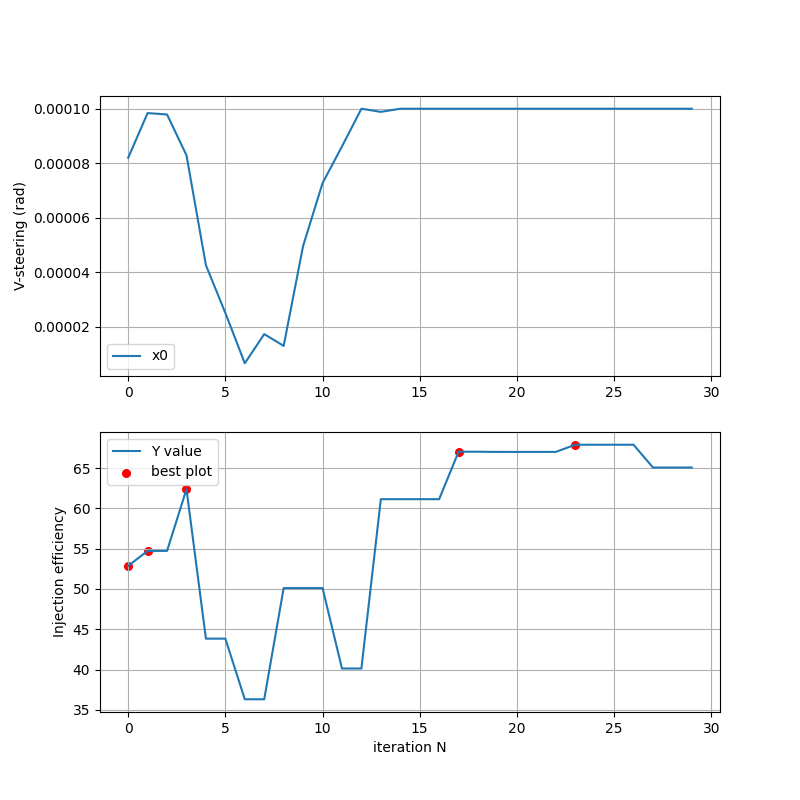 V-steering (rad)
0.00010
0.00008
0.00006
0.00004
0.00002
x0
0 5 10 15 20 25 30
Injection efficiency
65
60
55
50
45
40
35
Y value
best plot
0 5 10 15 20 25 30
iteration N